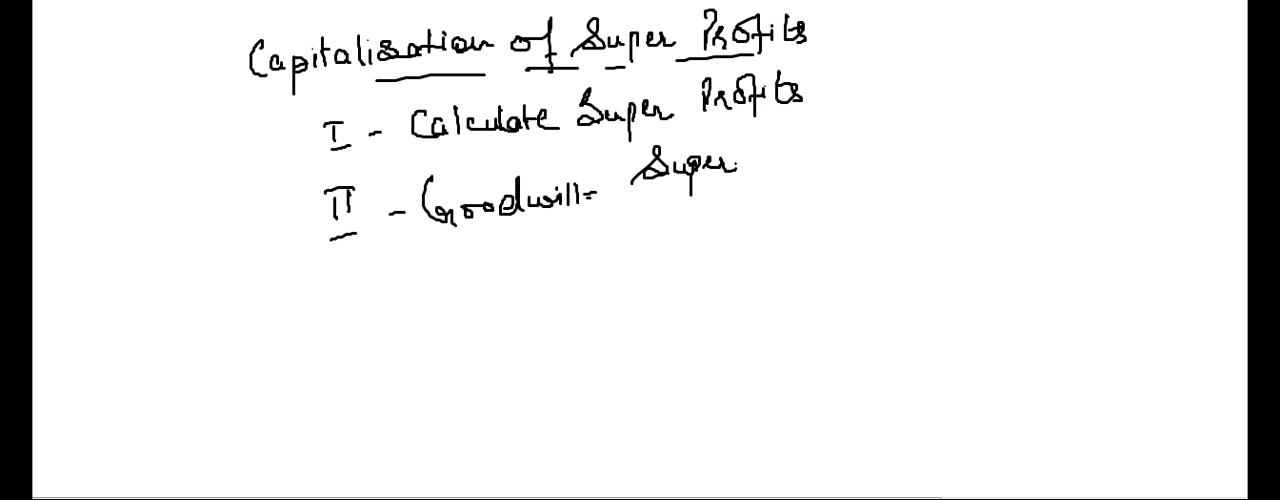 Capitalisation of Super Profits
I - Calculate Super Profits
II - Goodwill = Super